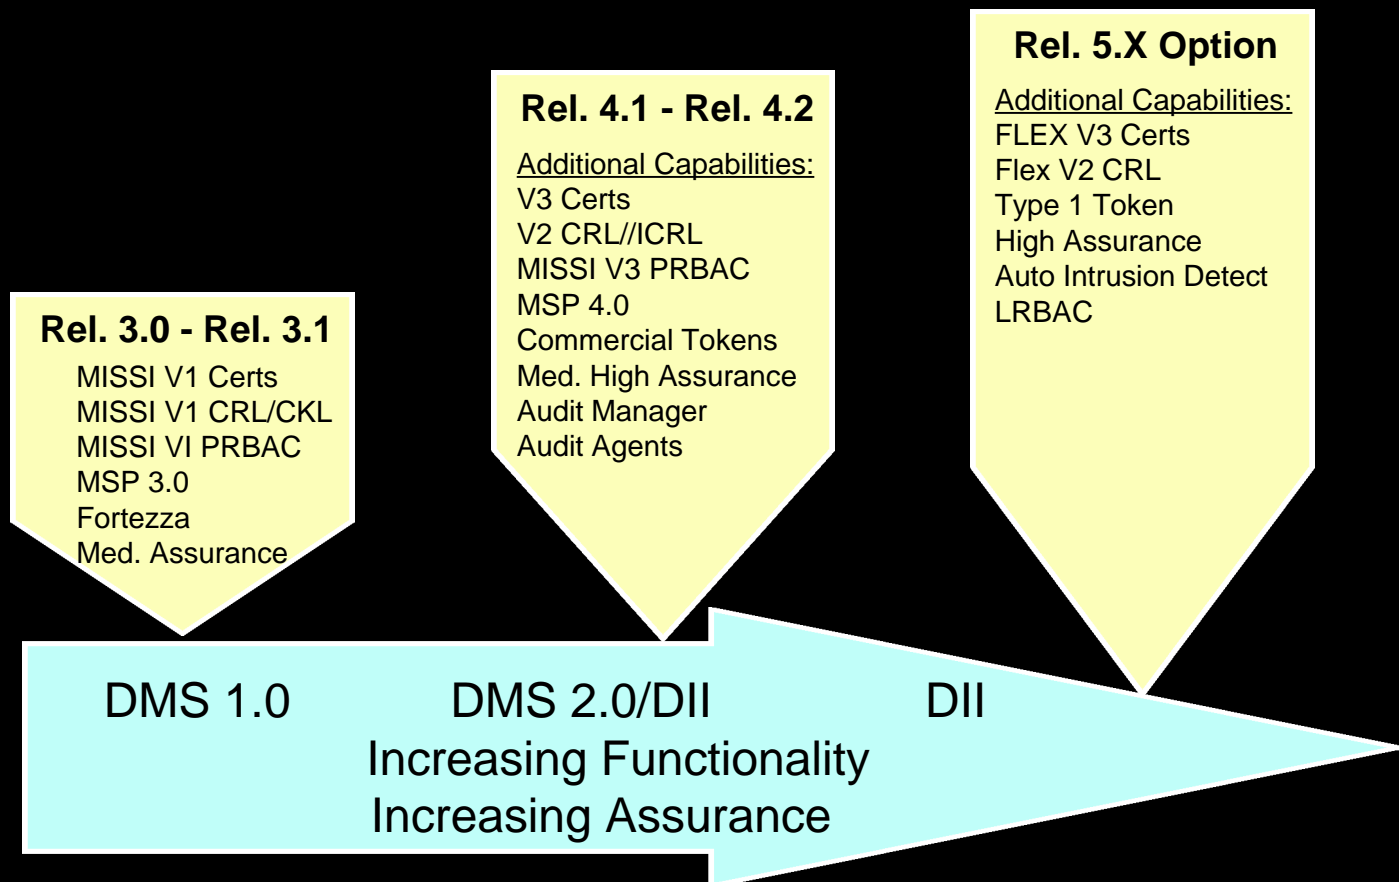 Rel. 3.0 - Rel. 3.1
MISSI V1 Certs
MISSI V1 CRL/CKL
MISSI VI PRBAC
MSP 3.0
Fortezza
Med. Assurance
Rel. 4.1 - Rel. 4.2
Additional Capabilities:
V3 Certs
V2 CRL//ICRL
MISSI V3 PRBAC
MSP 4.0
Commercial Tokens
Med. High Assurance
Audit Manager
Audit Agents
Rel. 5.X Option
Additional Capabilities:
FLEX V3 Certs
Flex V2 CRL
Type 1 Token
High Assurance
Auto Intrusion Detect
LRBAC
DMS 1.0 DMS 2.0/DII DII
Increasing Functionality
Increasing Assurance